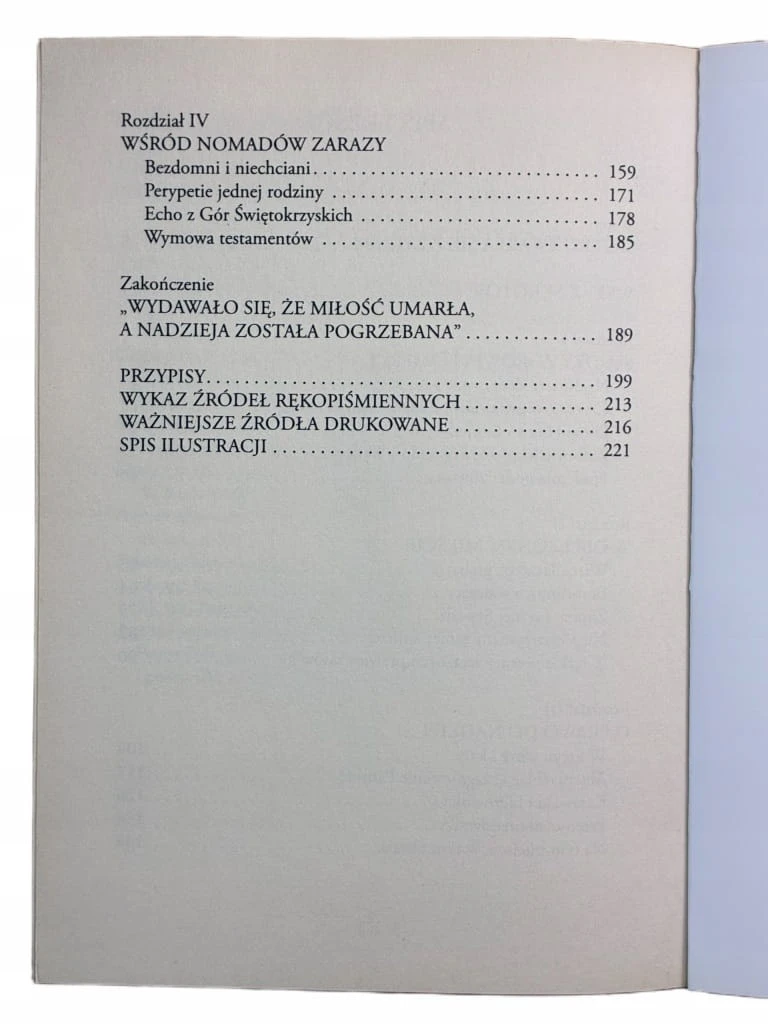 Rozdział IV
WŚRÓD NOMADÓW ZARAZY
Bezdomni i niechciani.............................. 159
Perypetie jednej rodziny ............................ 171
Echo z Gór Świętokrzyskich ......................... 178
Wymowa testamentów ............................. 185
Zakończenie
„WYDAWAŁO SIĘ, ŻE MIŁOŚĆ UMARŁA,
A NADZIEJA ZOSTAŁA POGRZEBANA”.............. 189
PRZYPISY.......................................... 199
WYKAZ ŹRÓDEŁ RĘKOPIŚMIENNYCH.............. 213
WAŻNIEJSZE ŹRÓDŁA DRUKOWANE............... 216
SPIS ILUSTRACJI.................................. 221